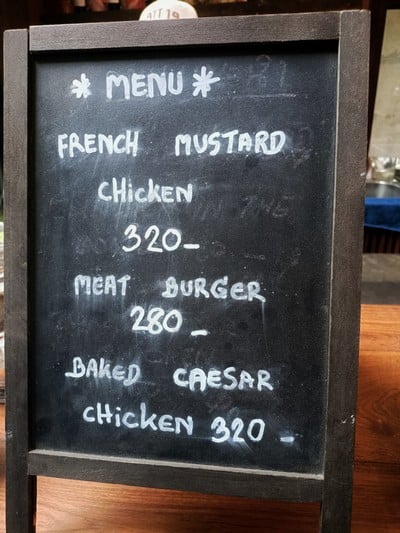 * MENU *
FRENCH MUSTARD
CHICKEN
320-
MEAT BURGER
280-
BAKED CAESAR
CHICKEN 320-